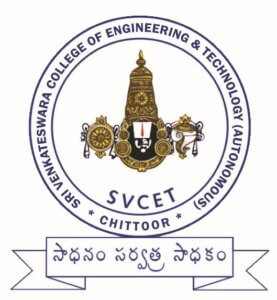 SRI VENKATESWARA COLLEGE OF ENGINEERING & TECHNOLOGY (AUTONOMOUS)
SVCET
* CHITTOOR *
సాధనం సర్వత్ర సాధకం